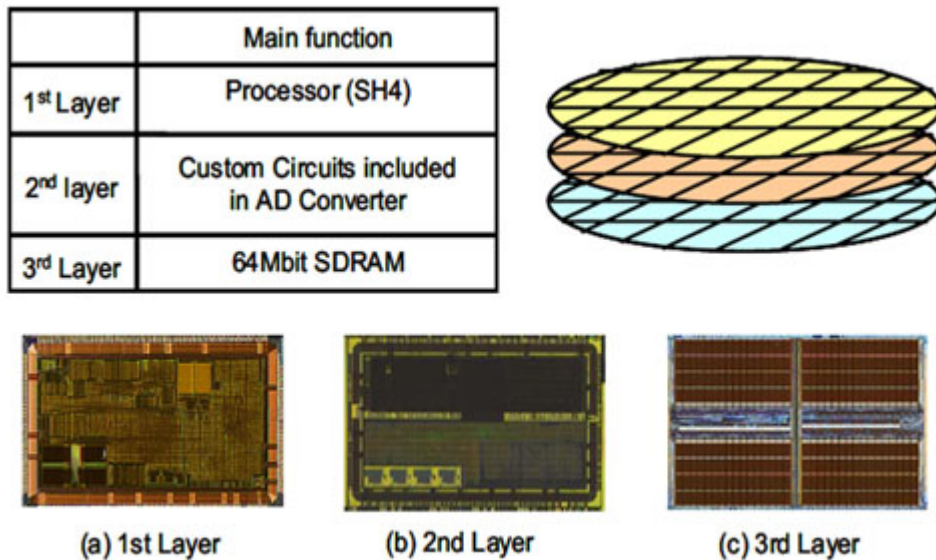 Main function
1st Layer
Processor (SH4)
2nd layer
Custom Circuits included
in AD Converter
3rd Layer
64Mbit SDRAM
(a) 1st Layer
(b) 2nd Layer
(c) 3rd Layer